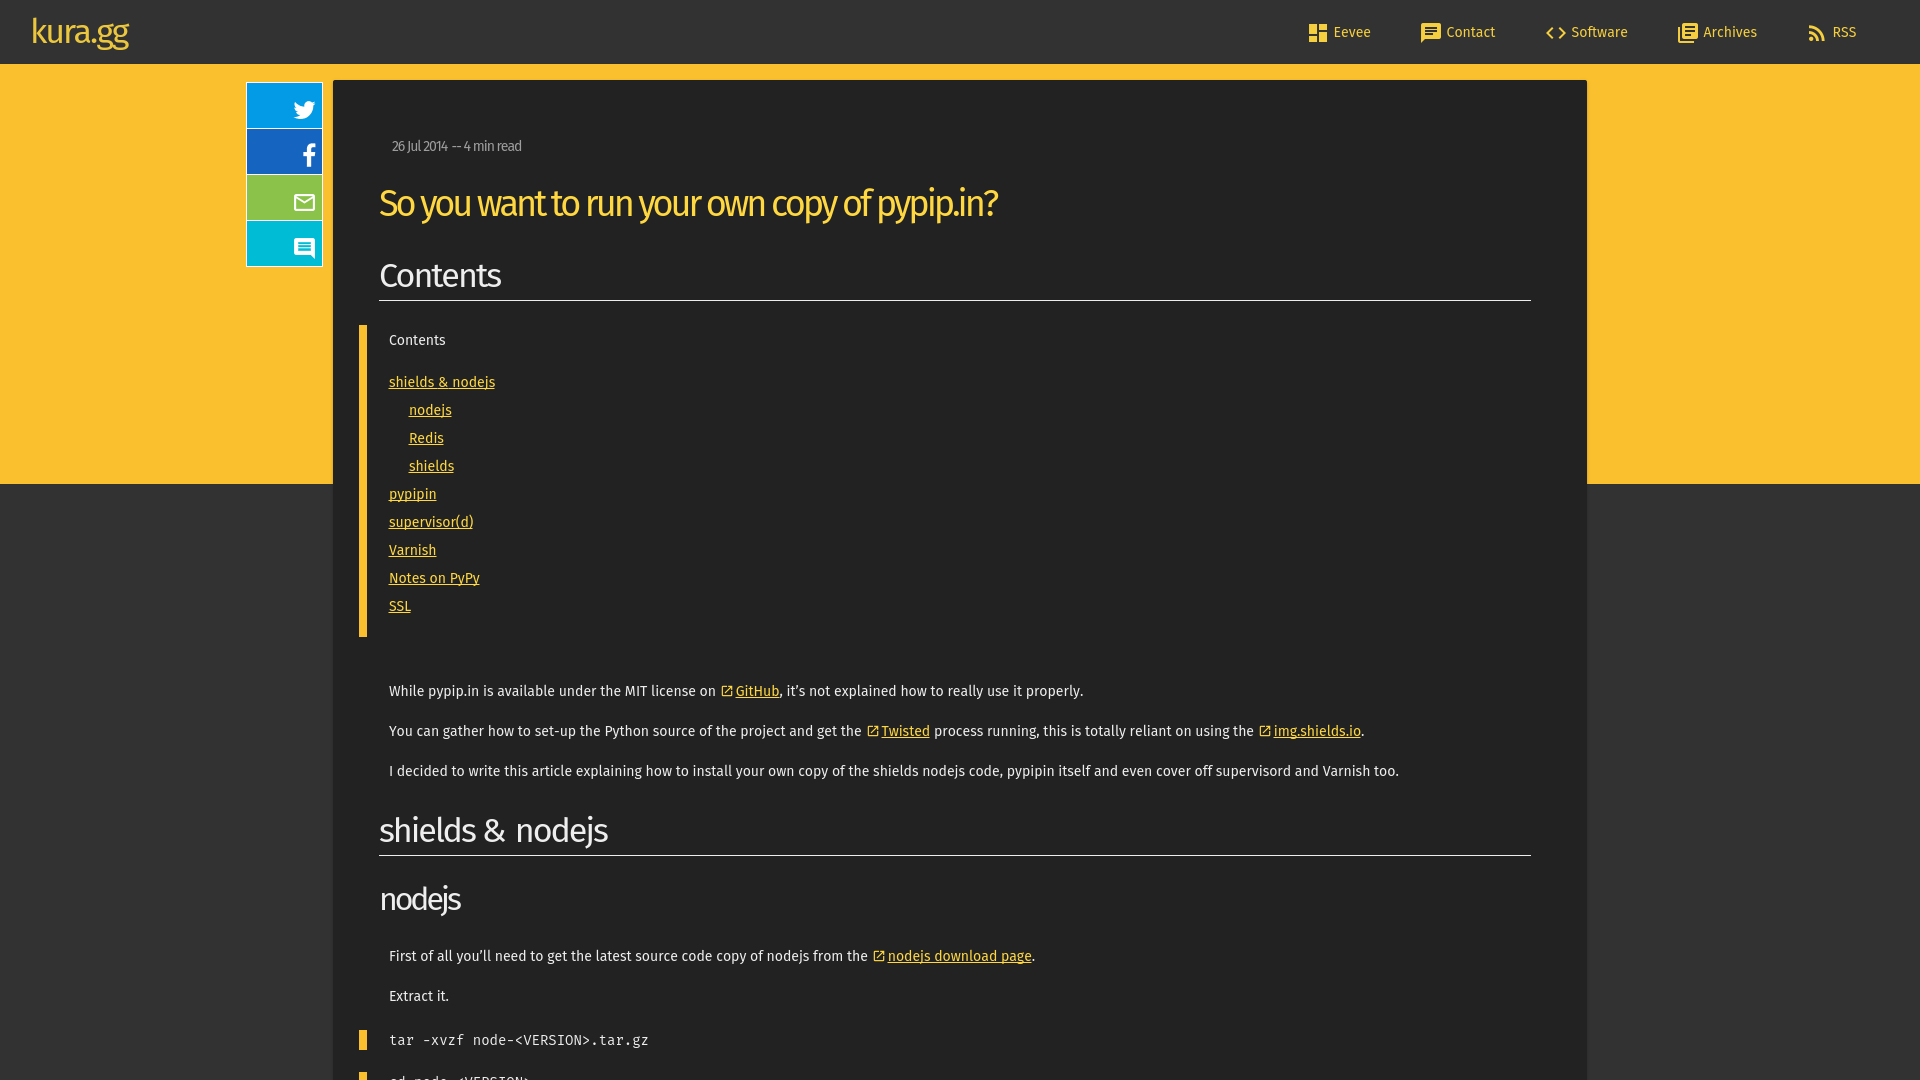 kura.gg
Eevee
Contact
Software
Archives
RSS
26 Jul 2014 -- 4 min read
So you want to run your own copy of pypip.in?
Contents
Contents
shields & nodejs
nodejs
Redis
shields
pypipin
supervisor(d)
Varnish
Notes on PyPy
SSL
While pypip.in is available under the MIT license on GitHub, it’s not explained how to really use it properly.
You can gather how to set-up the Python source of the project and get the Twisted process running, this is totally reliant on using the img.shields.io.
I decided to write this article explaining how to install your own copy of the shields nodejs code, pypipin itself and even cover off supervisord and Varnish too.
shields & nodejs
nodejs
First of all you’ll need to get the latest source code copy of nodejs from the nodejs download page.
Extract it.
tar -xvzf node-<VERSION>.tar.gz
cd node-<VERSION>